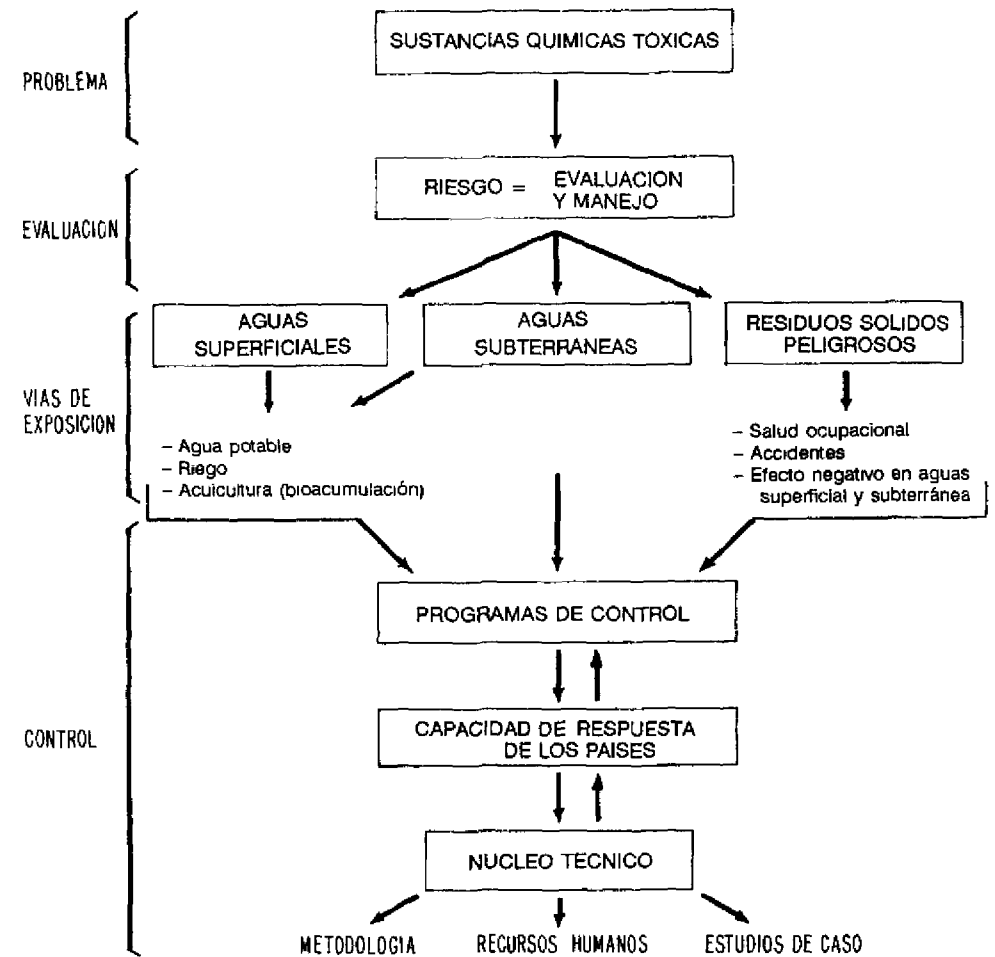 SUSTANCIAS QUIMICAS TOXICAS
PROBLEMA
RIESGO = EVALUACION
Y MANEJO
EVALUACION
AGUAS
SUPERFICIALES
AGUAS
SUBTERRANEAS
RESIDUOS SOLIDOS
PELIGROSOS
VIAS DE
EXPOSICION
– Agua potable
– Riego
– Acuicultura (bioacumulación)
– Salud ocupacional
– Accidentes
– Efecto negativo en aguas
superficial y subterránea
PROGRAMAS DE CONTROL
CONTROL
CAPACIDAD DE RESPUESTA
DE LOS PAISES
NUCLEO TECNICO
METODOLOGIA
RECURSOS HUMANOS
ESTUDIOS DE CASO